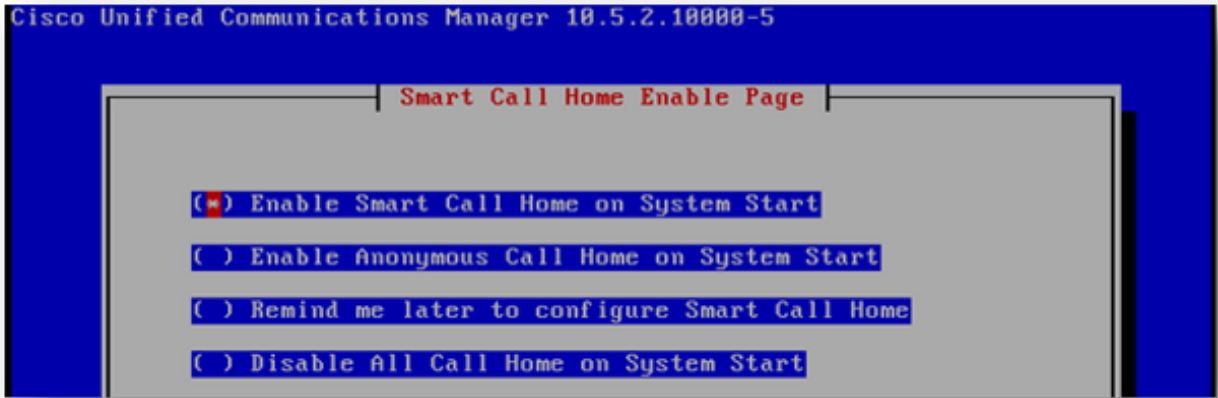 Cisco Unified Communications Manager 10.5.2.10000-5
Smart Call Home Enable Page
(*) Enable Smart Call Home on System Start
( ) Enable Anonymous Call Home on System Start
( ) Remind me later to configure Smart Call Home
( ) Disable All Call Home on System Start